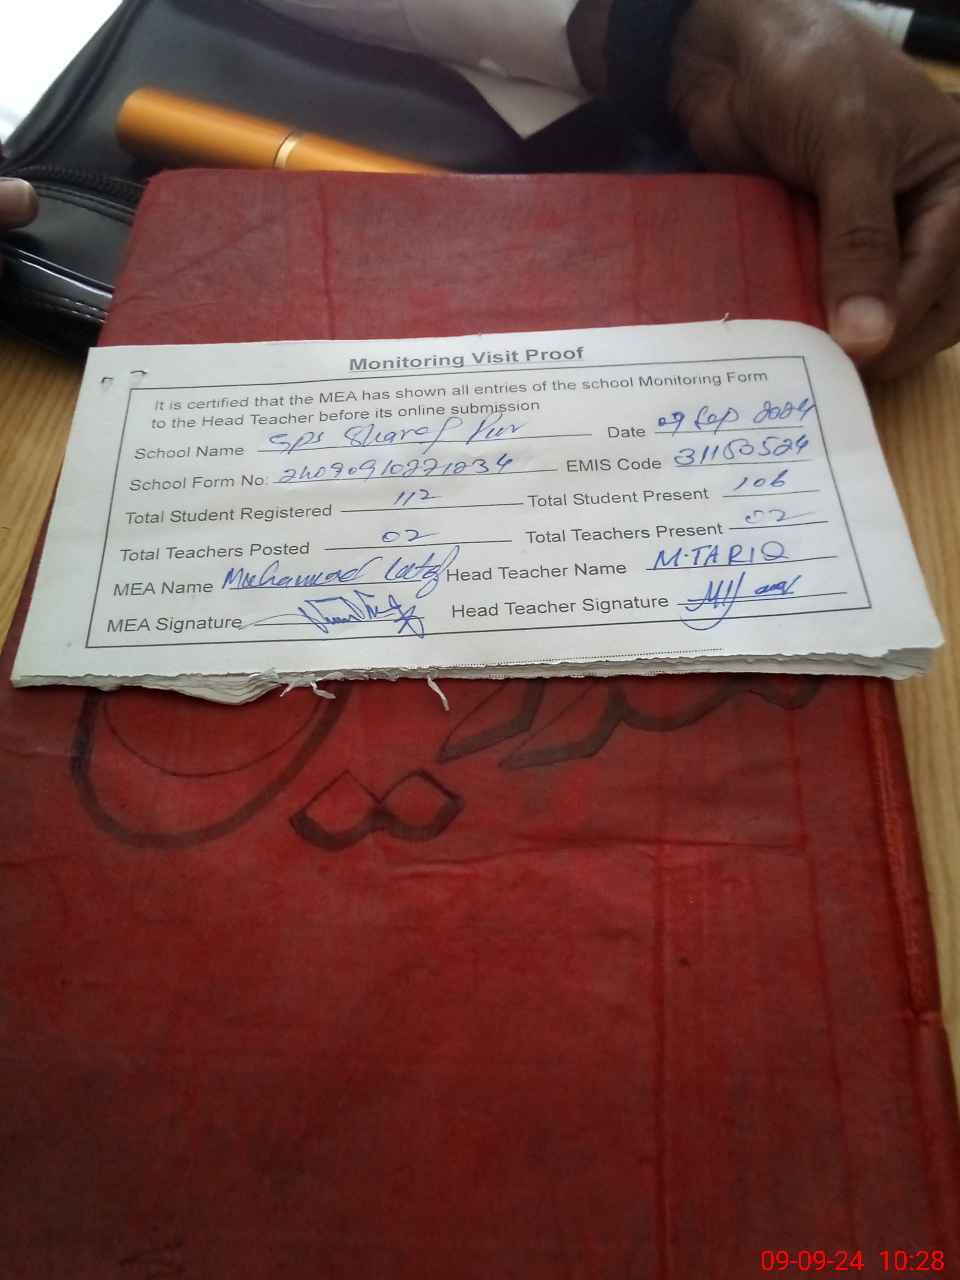 Monitoring Visit Proof
It is certified that the MEA has shown all entries of the school Monitoring Form
to the Head Teacher before its online submission
School Name GPS Sharaf Pur Date 09 Sep 2024
School Form No: 24090910221234 EMIS Code 31150524
Total Student Registered 112 Total Student Present 106
Total Teachers Posted 02 Total Teachers Present 02
MEA Name Muhammad Head Teacher Name M.TARIQ
MEA Signature Head Teacher Signature
09-09-24 10:28